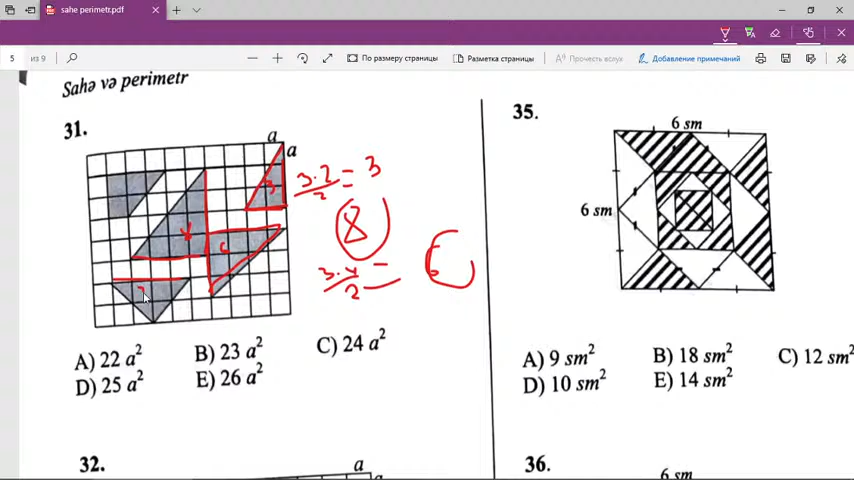 sahe perimetr.pdf
5 из 9
По размеру страницы
Разметка страницы
Прочесть вслух
Добавление примечаний
Sahə və perimetr
31.
a
a
3
3·2/2 = 3
8
3·4/2 =
6
A) 22 a²
B) 23 a²
C) 24 a²
D) 25 a²
E) 26 a²
32.
a
35.
6 sm
6 sm
A) 9 sm²
B) 18 sm²
C) 12 sm²
D) 10 sm²
E) 14 sm²
36.
6 sm